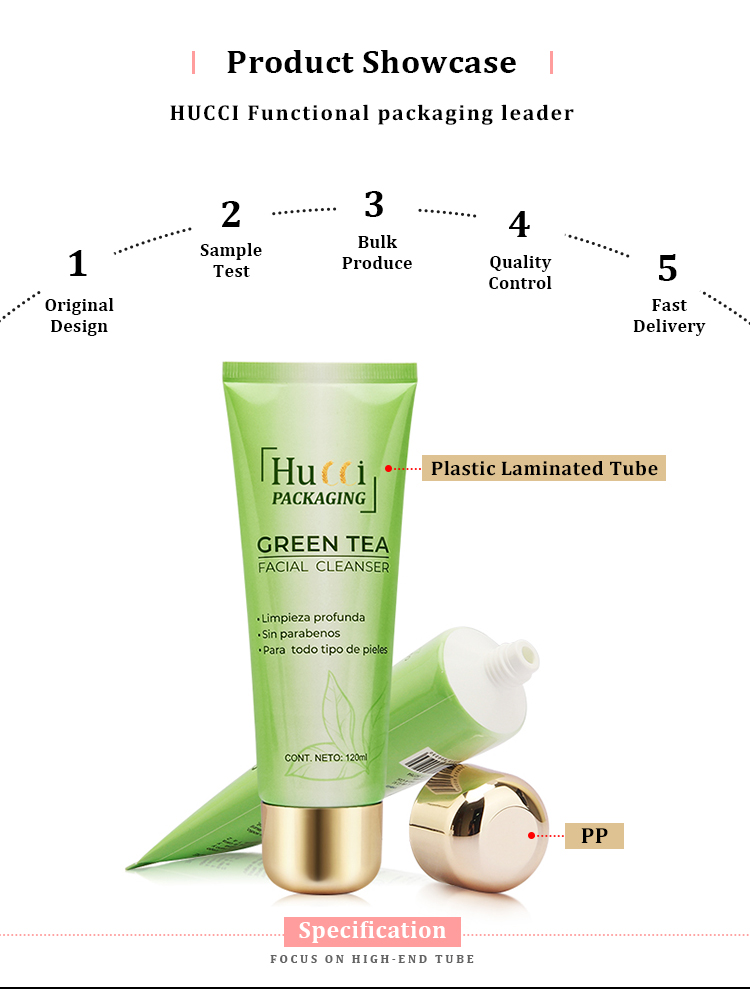 Product Showcase
HUCCI Functional packaging leader
1
Original
Design
2
Sample
Test
3
Bulk
Produce
4
Quality
Control
5
Fast
Delivery
Hucci
PACKAGING
Plastic Laminated Tube
GREEN TEA
FACIAL CLEANSER
• Limpieza profunda
• Sin parabenos
• Para todo tipo de pieles
CONT. NETO: 120ml
PP
Specification
FOCUS ON HIGH-END TUBE